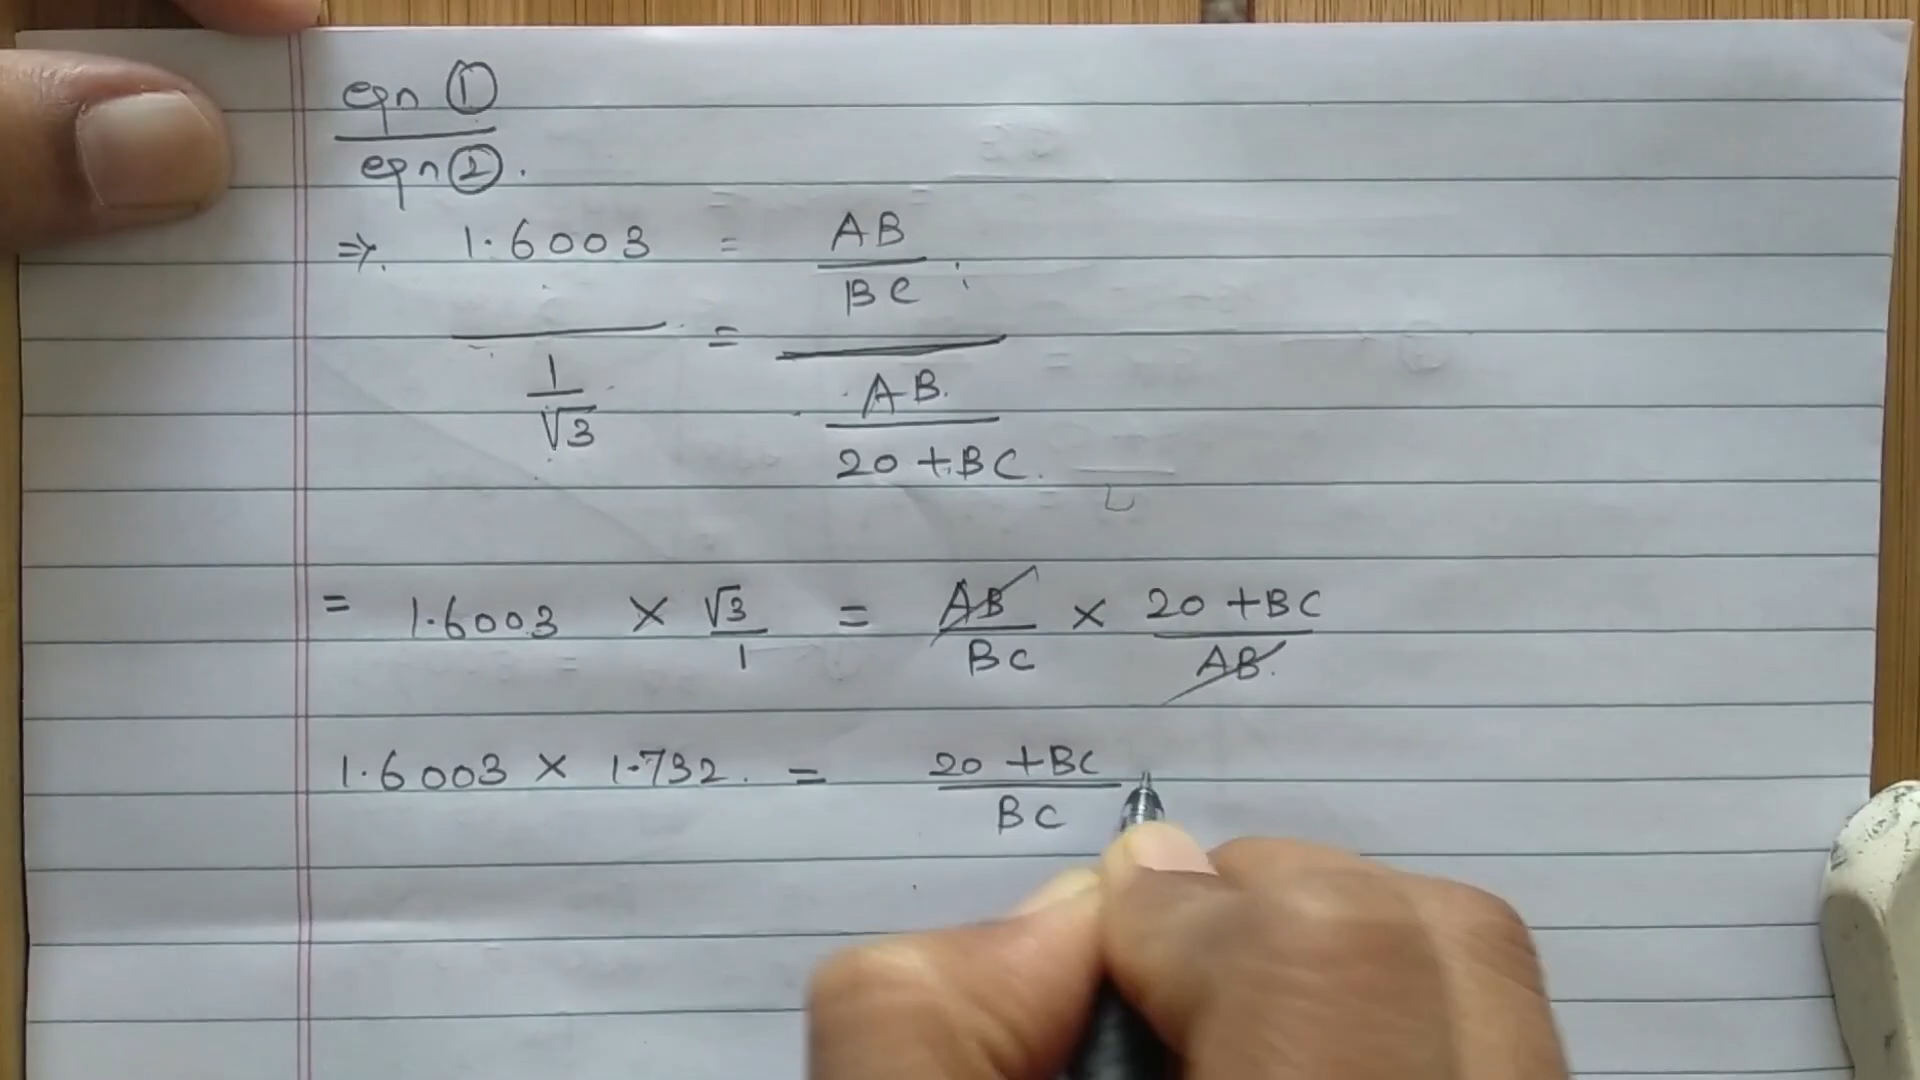 eqn ①
eqn ②.
⇒ 1.6003 = AB
BC
=
1
√3
AB
20 + BC.
= 1.6003 × √3/1 = AB/BC × 20 + BC/AB.
1.6003 × 1.732. = 20 + BC
BC